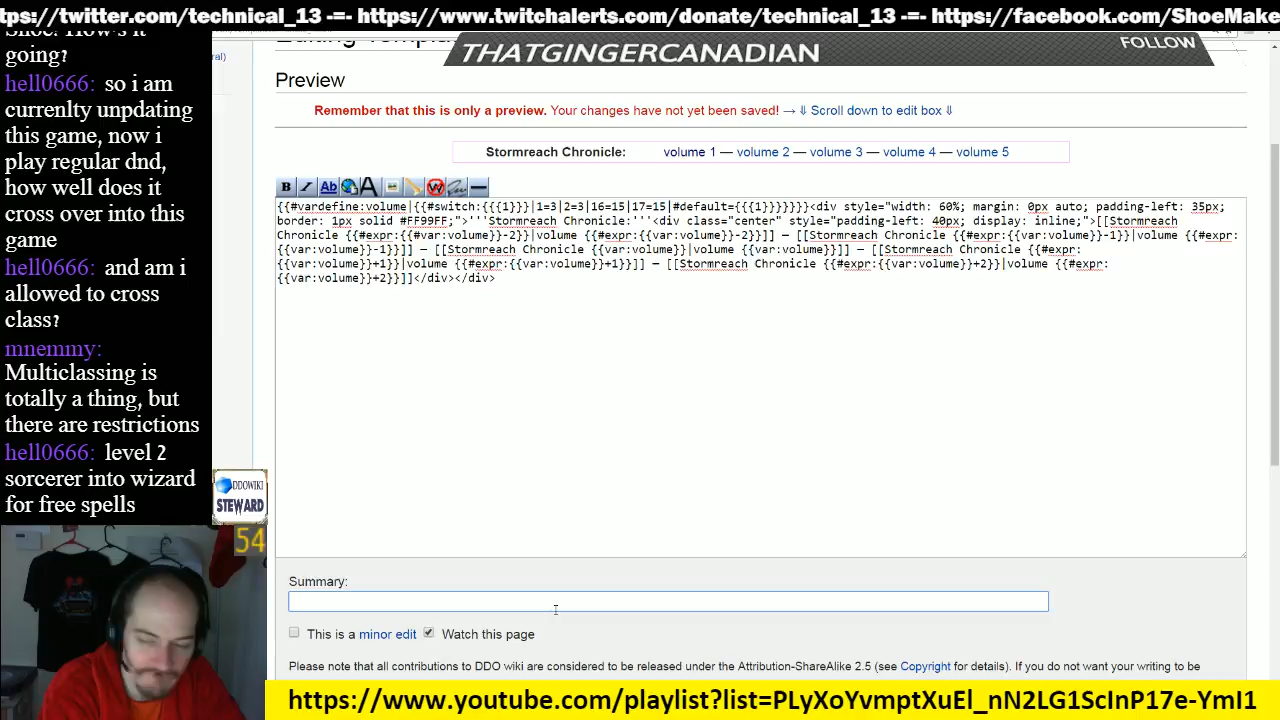 ttps://twitter.com/technical_13 -=- https://www.twitchalerts.com/donate/technical_13 -=- https://facebook.com/ShoeMake
Shoe! How's it
going?
hell0666: so i am
currenlty unpdating
this game, now i
play regular dnd,
how well does it
cross over into this
game
hell0666: and am i
allowed to cross
class?
mnemmy:
Multiclassing is
totally a thing, but
there are restrictions
hell0666: level 2
sorcerer into wizard
for free spells
DDOWIKI
STEWARD
54
ral)
THATGINGERCANADIAN
FOLLOW
Preview
Remember that this is only a preview. Your changes have not yet been saved! → ⇓ Scroll down to edit box ⇓
Stormreach Chronicle: volume 1 — volume 2 — volume 3 — volume 4 — volume 5
B I Ab A W
{{#vardefine:volume|{{#switch:{{{1}}}|1=3|2=3|16=15|17=15|#default={{{1}}}}}}}<div style="width: 60%; margin: 0px auto; padding-left: 35px;
border: 1px solid #FF99FF;">'''Stormreach Chronicle:'''<div class="center" style="padding-left: 40px; display: inline;">[[Stormreach
Chronicle {{#expr:{{#var:volume}}-2}}|volume {{#expr:{{var:volume}}-2}}]] — [[Stormreach Chronicle {{#expr:{{var:volume}}-1}}|volume {{#expr:
{{var:volume}}-1}}]] — [[Stormreach Chronicle {{var:volume}}|volume {{var:volume}}]] — [[Stormreach Chronicle {{#expr:
{{var:volume}}+1}}|volume {{#expr:{{var:volume}}+1}}]] — [[Stormreach Chronicle {{#expr:{{var:volume}}+2}}|volume {{#expr:
{{var:volume}}+2}}]]</div></div>
Summary:
This is a minor edit Watch this page
Please note that all contributions to DDO wiki are considered to be released under the Attribution-ShareAlike 2.5 (see Copyright for details). If you do not want your writing to be
https://www.youtube.com/playlist?list=PLyXoYvmptXuEl_nN2LG1ScInP17e-YmI1